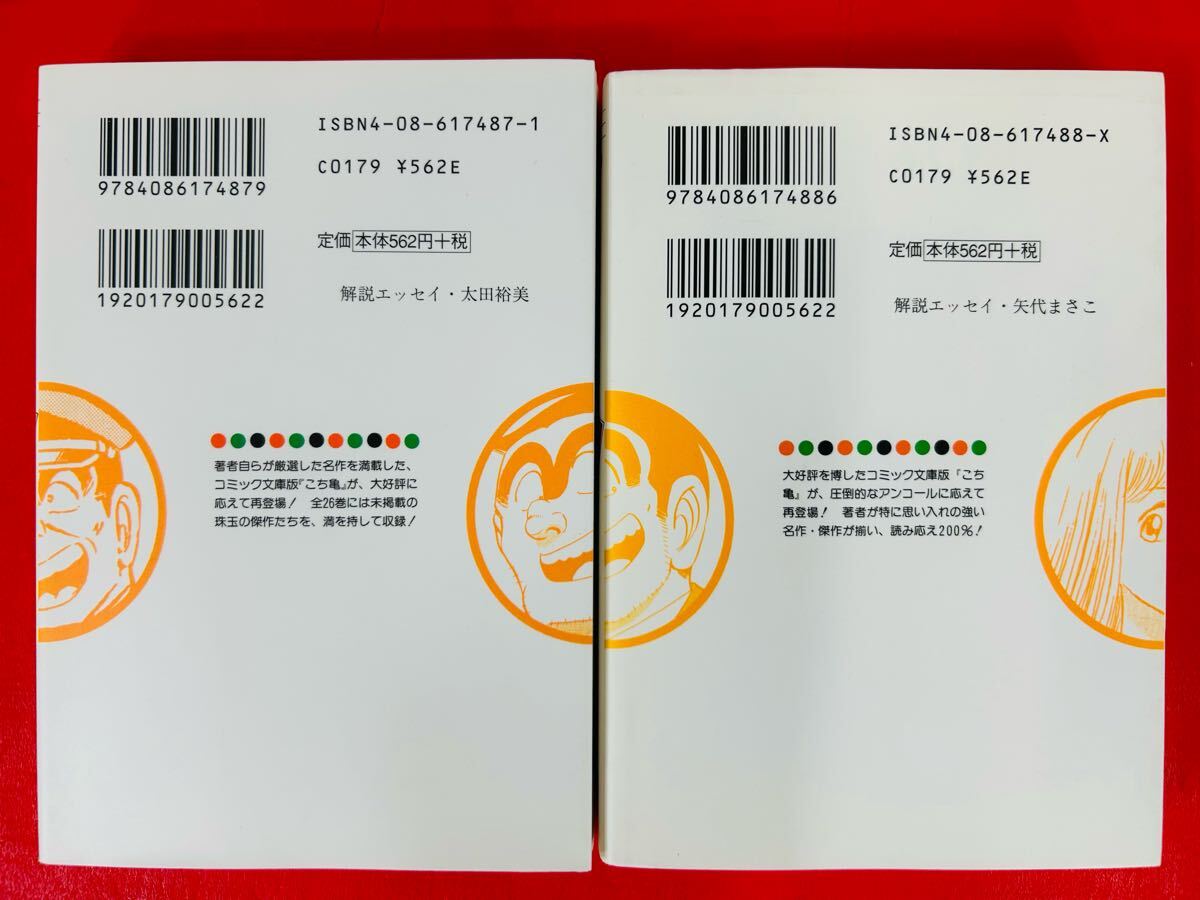 ISBN4-08-617487-1
9784086174879
C0179 ¥562E
定価 本体562円+税
1920179005622
解説エッセイ・太田裕美
著者自らが厳選した名作を満載した、
コミック文庫版『こち亀』が、大好評に
応えて再登場! 全26巻には未掲載の
珠玉の傑作たちを、満を持して収録!
ISBN4-08-617488-X
9784086174886
C0179 ¥562E
定価 本体562円+税
1920179005622
解説エッセイ・矢代まさこ
大好評を博したコミック文庫版『こち
亀』が、圧倒的なアンコールに応えて
再登場! 著者が特に思い入れの強い
名作・傑作が揃い、読み応え200%!